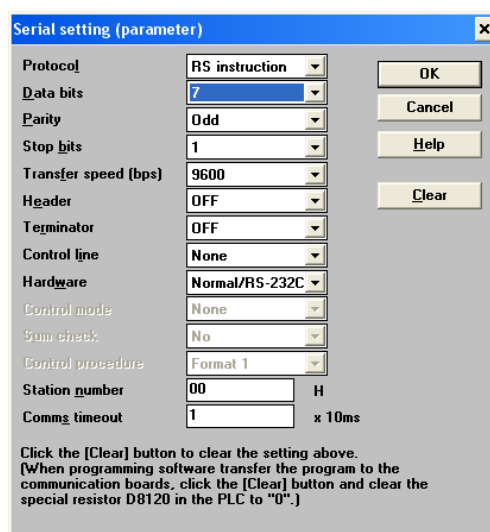 Serial setting (parameter)
Protocol RS instruction OK
Data bits 7
Cancel
Parity Odd
Stop bits 1 Help
Transfer speed (bps) 9600
Header OFF Clear
Terminator OFF
Control line None
Hardware Normal/RS-232C
Control mode None
Sum check No
Control procedure Format 1
Station number 00 H
Comms timeout 1 x 10ms
Click the [Clear] button to clear the setting above.
(When programming software transfer the program to the
communication boards, click the [Clear] button and clear the
special resistor D8120 in the PLC to "0".)